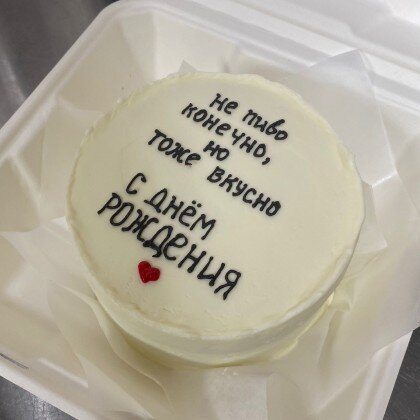 не пиво
конечно,
но
тоже вкусно
С ДНЁМ
РОЖДЕНИЯ